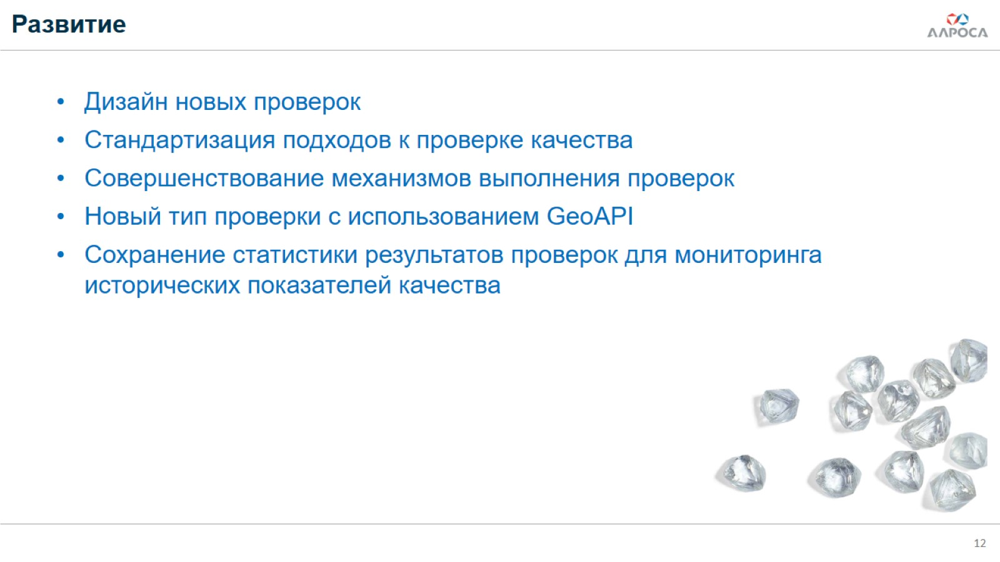 Развитие
АЛРОСА
• Дизайн новых проверок
• Стандартизация подходов к проверке качества
• Совершенствование механизмов выполнения проверок
• Новый тип проверки с использованием GeoAPI
• Сохранение статистики результатов проверок для мониторинга
исторических показателей качества
12